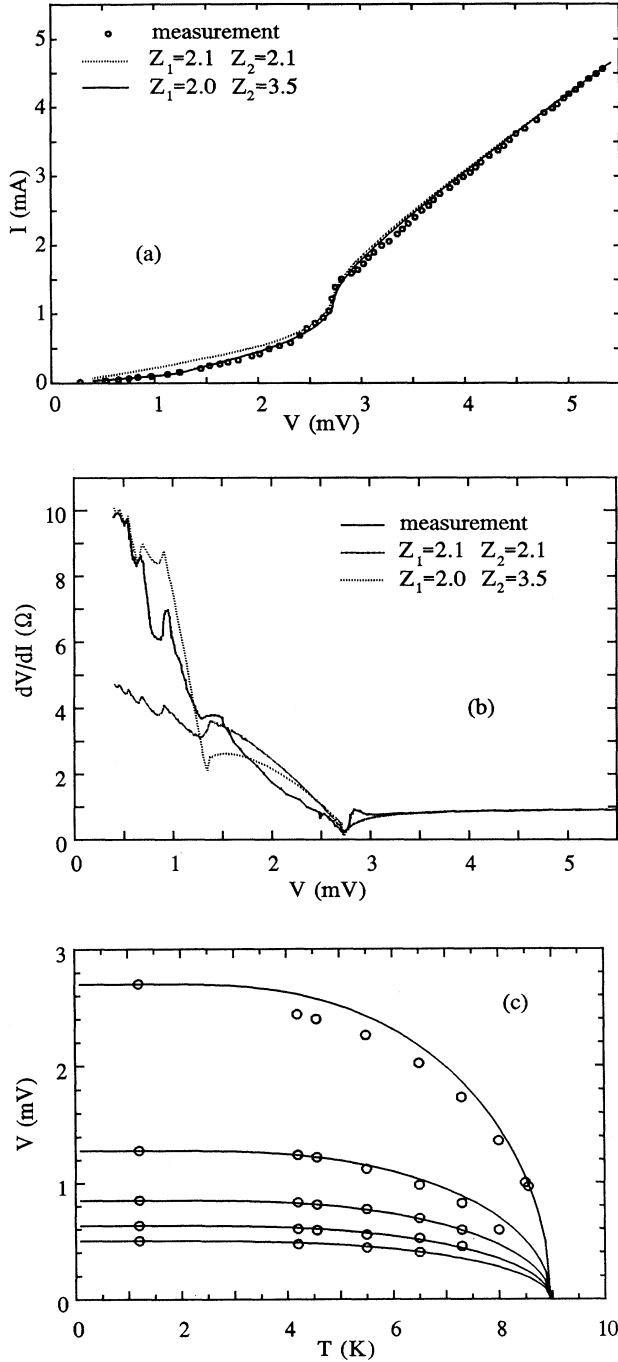 5
4
3
2
1
0
I (mA)
measurement
Z₁=2.1 Z₂=2.1
Z₁=2.0 Z₂=3.5
(a)
0 1 2 3 4 5
V (mV)
10
8
6
4
2
0
dV/dI (Ω)
measurement
Z₁=2.1 Z₂=2.1
Z₁=2.0 Z₂=3.5
(b)
0 1 2 3 4 5
V (mV)
3
2
1
0
V (mV)
(c)
0 2 4 6 8 10
T (K)